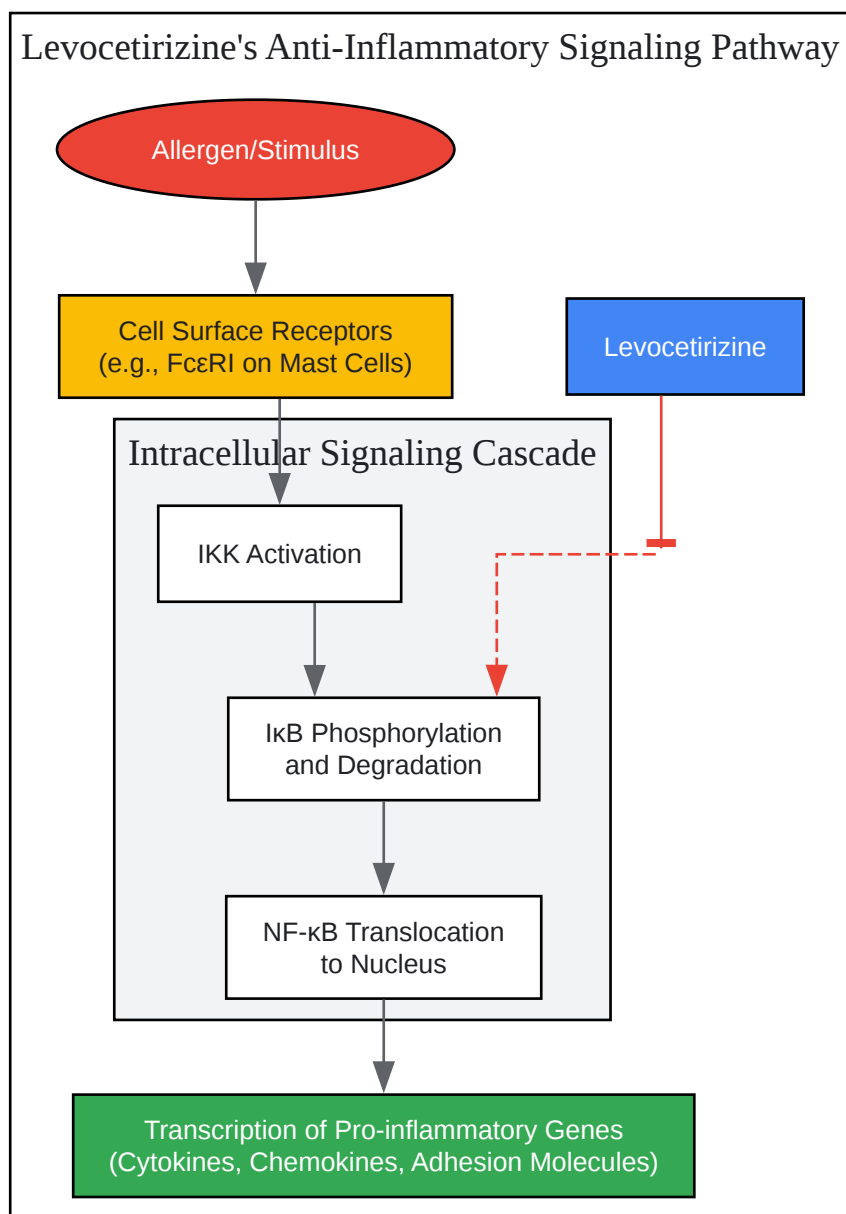 Levocetirizine's Anti-Inflammatory Signaling Pathway
Allergen/Stimulus
Cell Surface Receptors
(e.g., FcεRI on Mast Cells)
Levocetirizine
Intracellular Signaling Cascade
IKK Activation
IκB Phosphorylation
and Degradation
NF-κB Translocation
to Nucleus
Transcription of Pro-inflammatory Genes
(Cytokines, Chemokines, Adhesion Molecules)